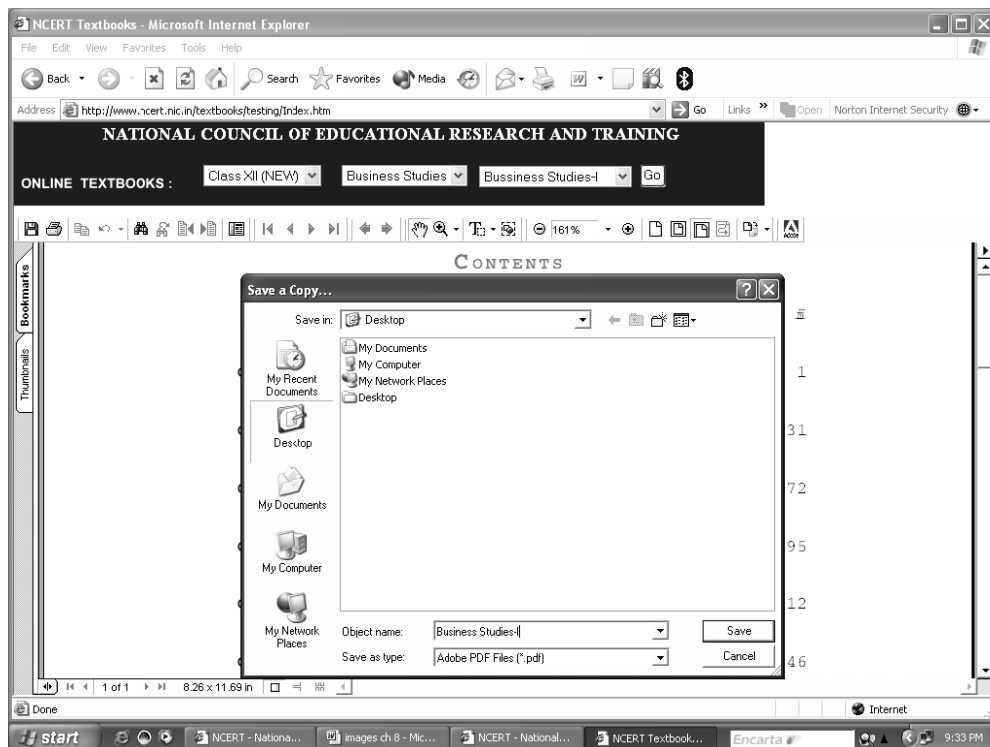 NCERT Textbooks - Microsoft Internet Explorer
File Edit View Favorites Tools Help
Back Search Favorites Media
Address http://www.ncert.nic.in/textbooks/testing/Index.htm Go Links » Open Norton Internet Security
NATIONAL COUNCIL OF EDUCATIONAL RESEARCH AND TRAINING
ONLINE TEXTBOOKS : Class XII (NEW) Business Studies Bussiness Studies-I Go
161% Adobe
CONTENTS
Bookmarks
Thumbnails
Save a Copy...
Save in: Desktop
iii
My Documents
My Computer
My Network Places
Desktop
My Recent
Documents
Desktop
My Documents
My Computer
My Network
Places
1
31
72
95
12
46
Object name: Business Studies-I Save
Save as type: Adobe PDF Files (*.pdf) Cancel
1 of 1 8.26 x 11.69 in
Done Internet
start NCERT - Nationa... images ch 8 - Mic... NCERT - National... NCERT Textbook... Encarta 9:33 PM